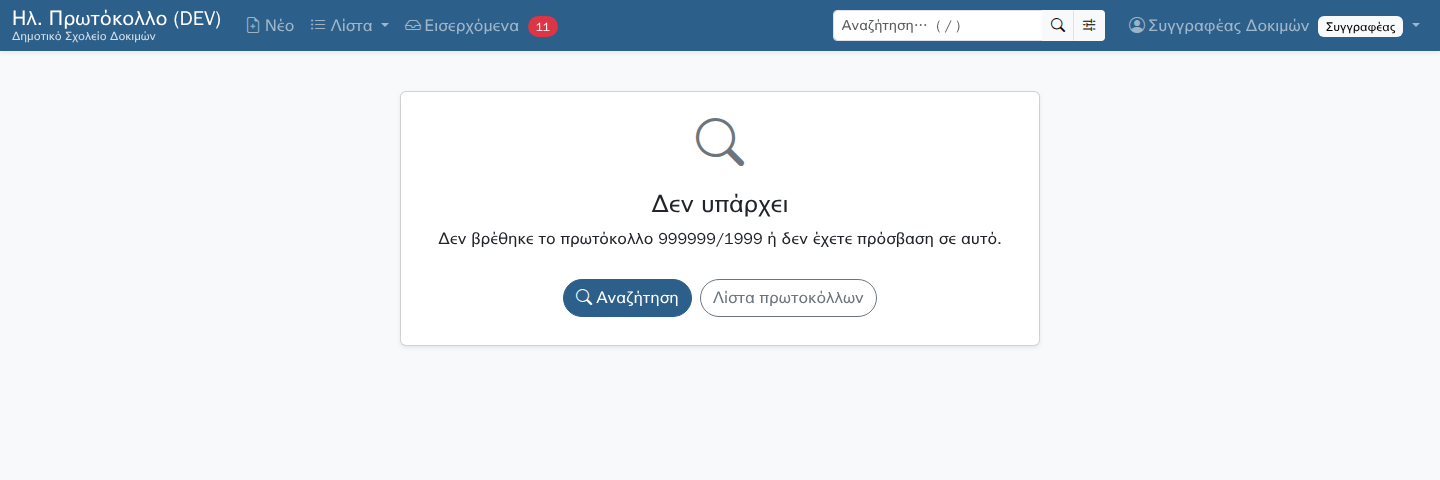 Ηλ. Πρωτόκολλο (DEV)
Δημοτικό Σχολείο Δοκιμών
Νέο
Λίστα
Εισερχόμενα 11
Αναζήτηση… ( / )
Συγγραφέας Δοκιμών Συγγραφέας
Δεν υπάρχει
Δεν βρέθηκε το πρωτόκολλο 999999/1999 ή δεν έχετε πρόσβαση σε αυτό.
Αναζήτηση
Λίστα πρωτοκόλλων